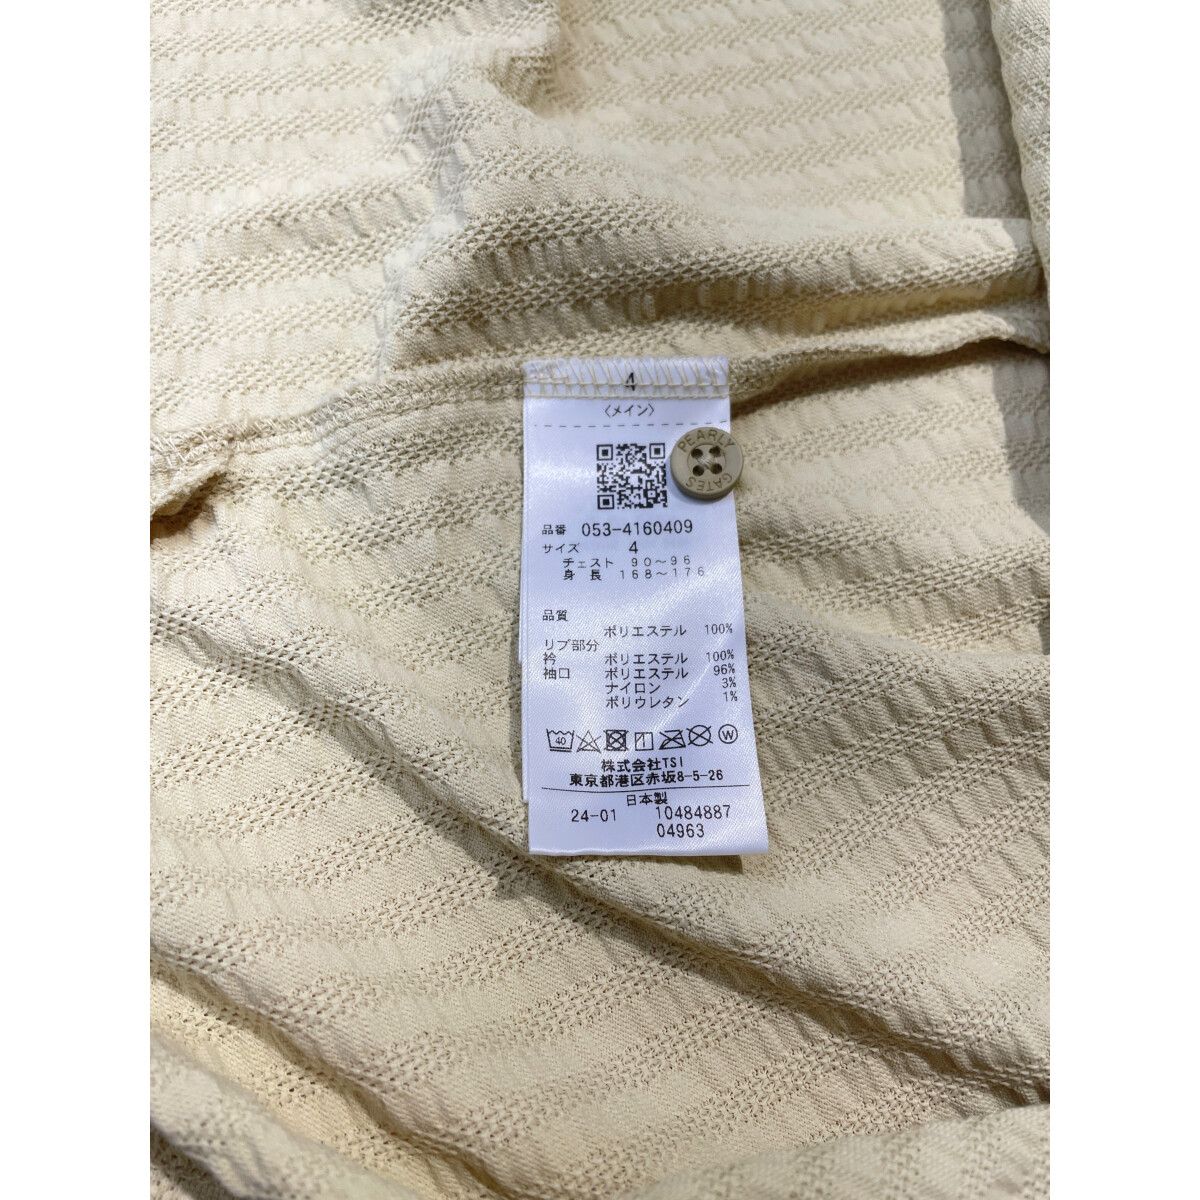 4
〈メイン〉
PEARLY
GATES
品番 053-4160409
サイズ 4
チェスト 90～96
身長 168～176
品質
ポリエステル 100%
リブ部分
衿 ポリエステル 100%
袖口 ポリエステル 96%
ナイロン 3%
ポリウレタン 1%
40 W
株式会社TSI
東京都港区赤坂8-5-26
日本製
24-01 10484887
04963